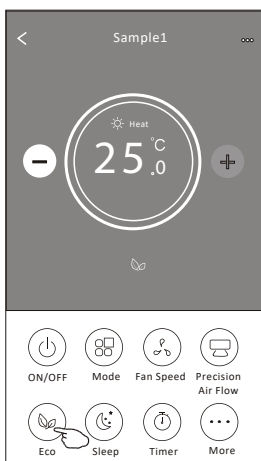 Sample1
Heat
25.0 °C
ON/OFF Mode Fan Speed Precision Air Flow
Eco Sleep Timer More